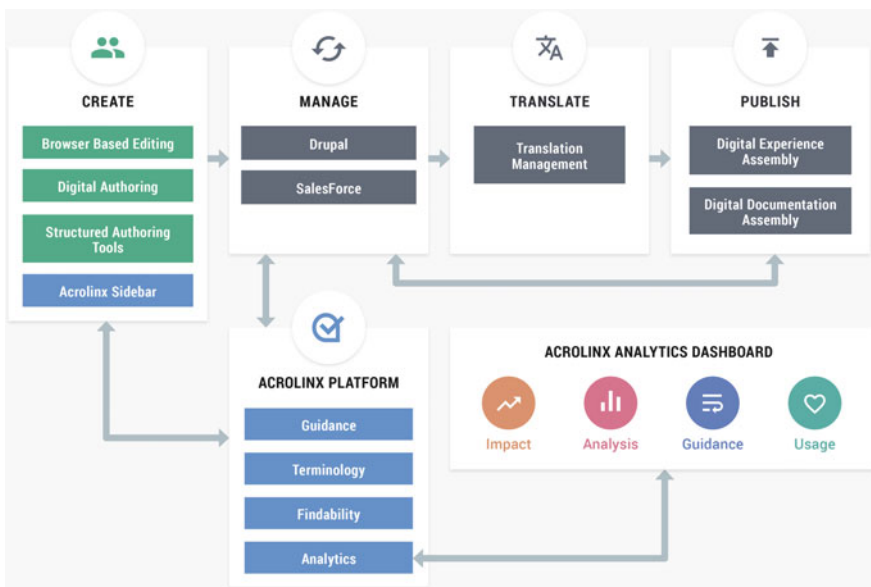 CREATE
Browser Based Editing
Digital Authoring
Structured Authoring
Tools
Acrolinx Sidebar
MANAGE
Drupal
SalesForce
TRANSLATE
Translation
Management
PUBLISH
Digital Experience
Assembly
Digital Documentation
Assembly
ACROLINX PLATFORM
Guidance
Terminology
Findability
Analytics
ACROLINX ANALYTICS DASHBOARD
Impact
Analysis
Guidance
Usage